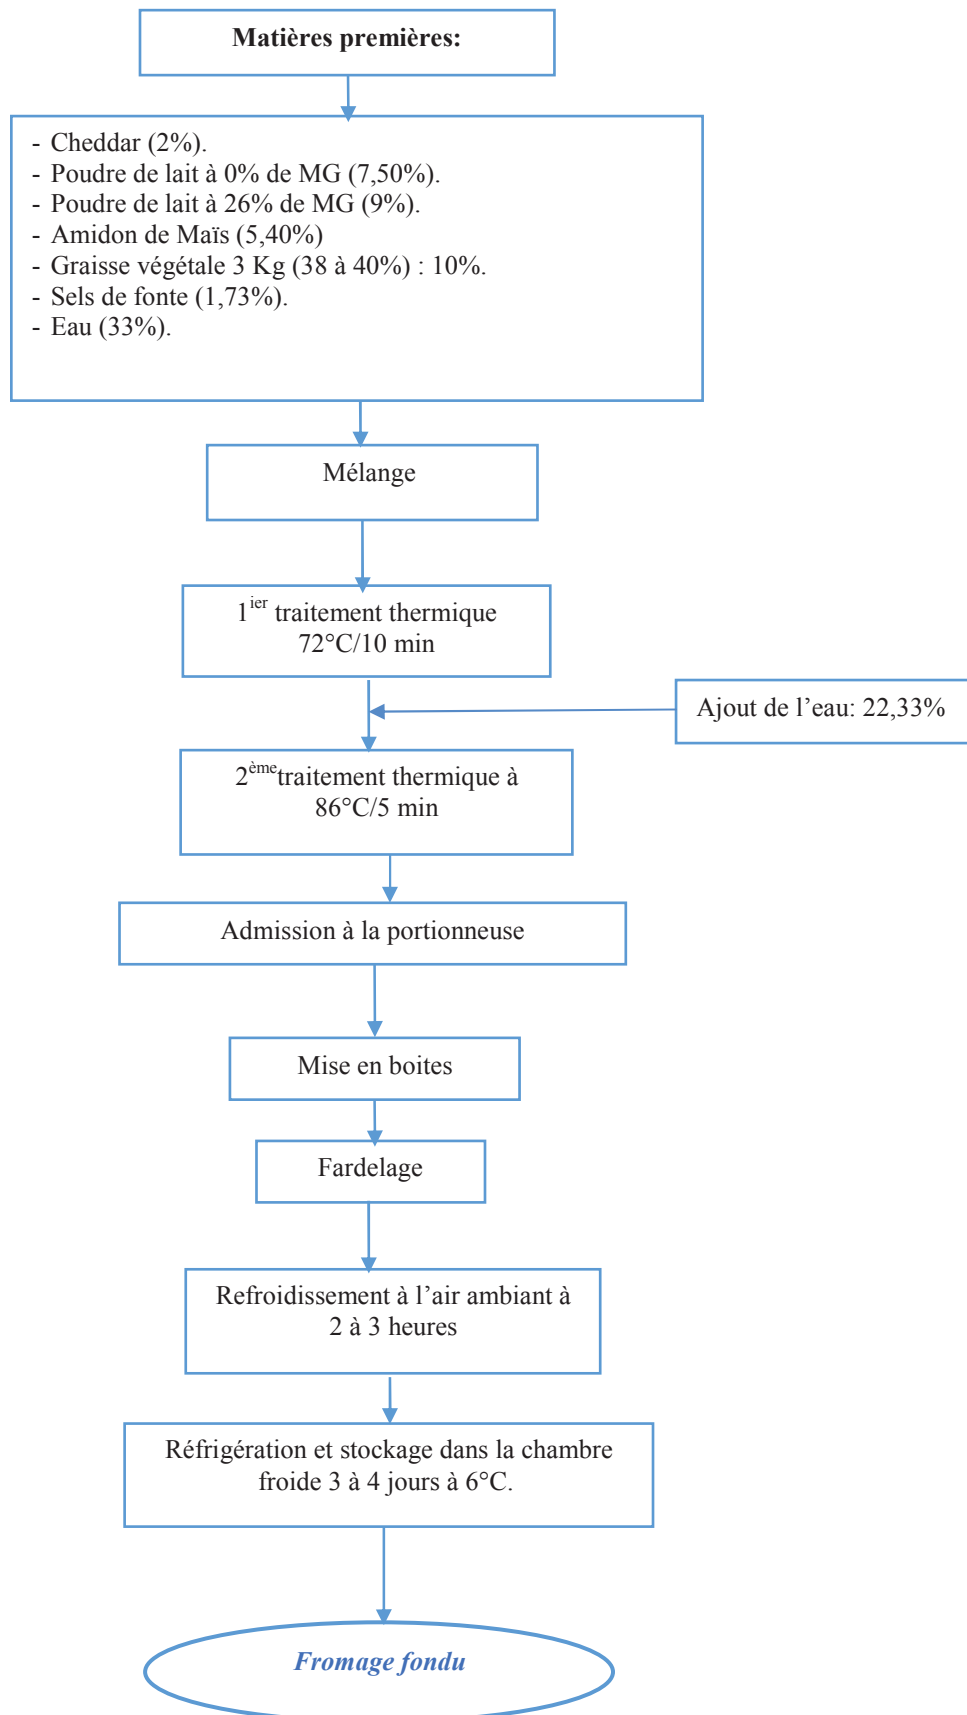 Matières premières:
- Cheddar (2%).
- Poudre de lait à 0% de MG (7,50%).
- Poudre de lait à 26% de MG (9%).
- Amidon de Maïs (5,40%)
- Graisse végétale 3 Kg (38 à 40%) : 10%.
- Sels de fonte (1,73%).
- Eau (33%).
Mélange
1ier traitement thermique
72°C/10 min
Ajout de l’eau: 22,33%
2èmetraitement thermique à
86°C/5 min
Admission à la portionneuse
Mise en boites
Fardelage
Refroidissement à l’air ambiant à
2 à 3 heures
Réfrigération et stockage dans la chambre
froide 3 à 4 jours à 6°C.
Fromage fondu